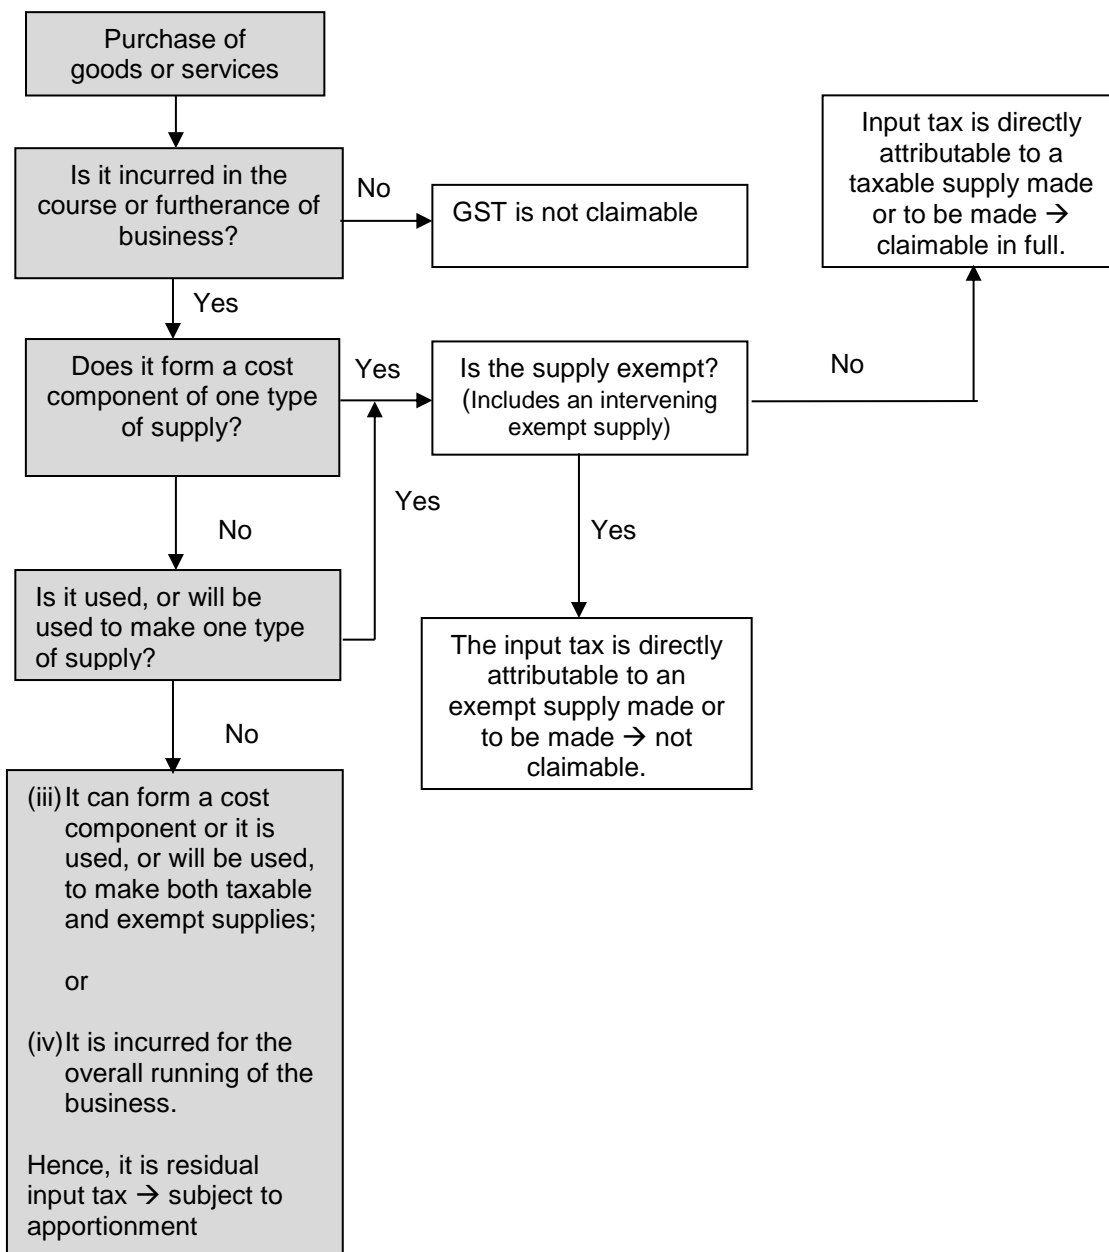 Purchase of
goods or services
Input tax is directly
attributable to a
taxable supply made
or to be made →
claimable in full.
Is it incurred in the
course or furtherance of
business?
No
GST is not claimable
Yes
Does it form a cost
component of one type
of supply?
Yes
Is the supply exempt?
(Includes an intervening
exempt supply)
No
Yes
No
Yes
Is it used, or will be
used to make one type
of supply?
The input tax is directly
attributable to an
exempt supply made or
to be made → not
claimable.
No
(iii) It can form a cost
component or it is
used, or will be used,
to make both taxable
and exempt supplies;
or
(iv) It is incurred for the
overall running of the
business.
Hence, it is residual
input tax → subject to
apportionment